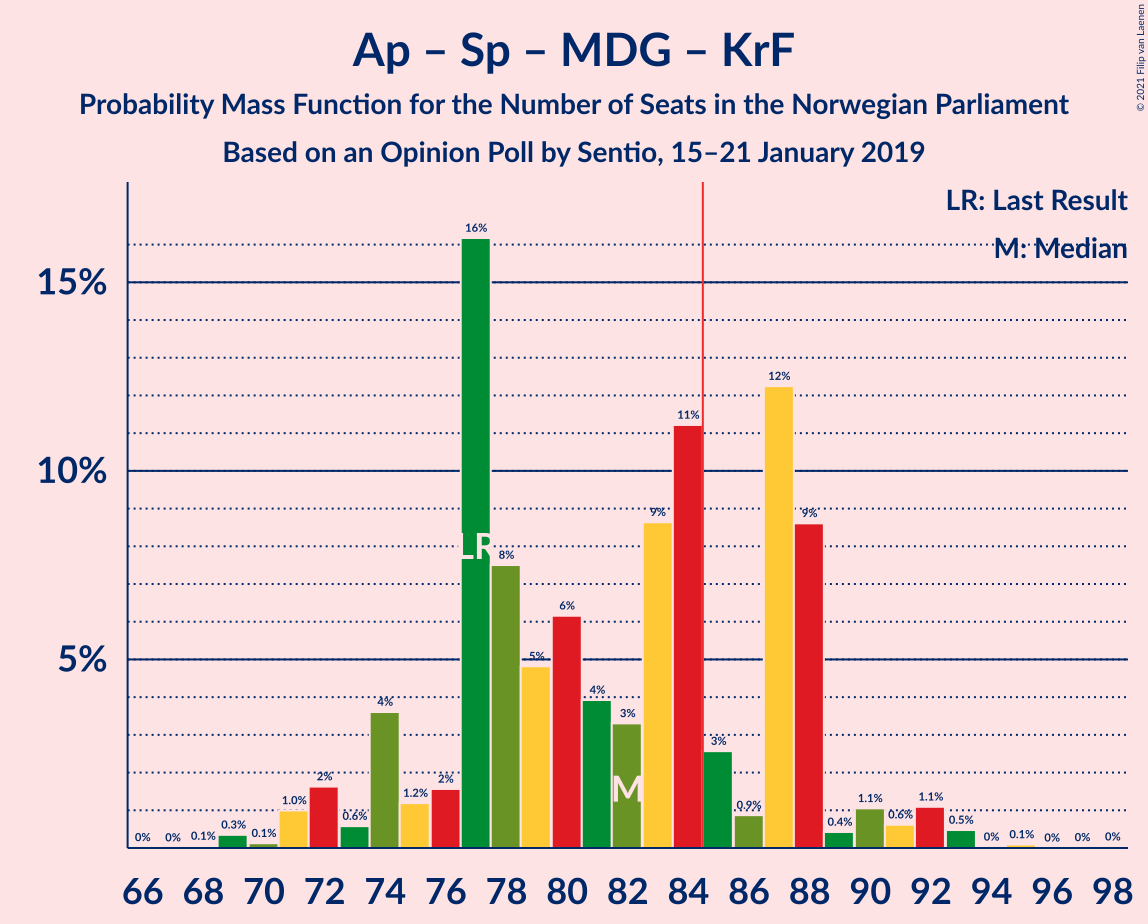 Ap – Sp – MDG – KrF
Probability Mass Function for the Number of Seats in the Norwegian Parliament
Based on an Opinion Poll by Sentio, 15–21 January 2019
© 2021 Filip van Laenen
LR: Last Result
M: Median
15%
10%
5%
0% 0% 0.1% 0.3% 0.1% 1.0% 2% 0.6% 4% 1.2% 2% 16% 8% 5% 6% 4% 3% 9% 11% 3% 0.9% 12% 9% 0.4% 1.1% 0.6% 1.1% 0.5% 0% 0.1% 0% 0% 0%
LR
M
66 68 70 72 74 76 78 80 82 84 86 88 90 92 94 96 98